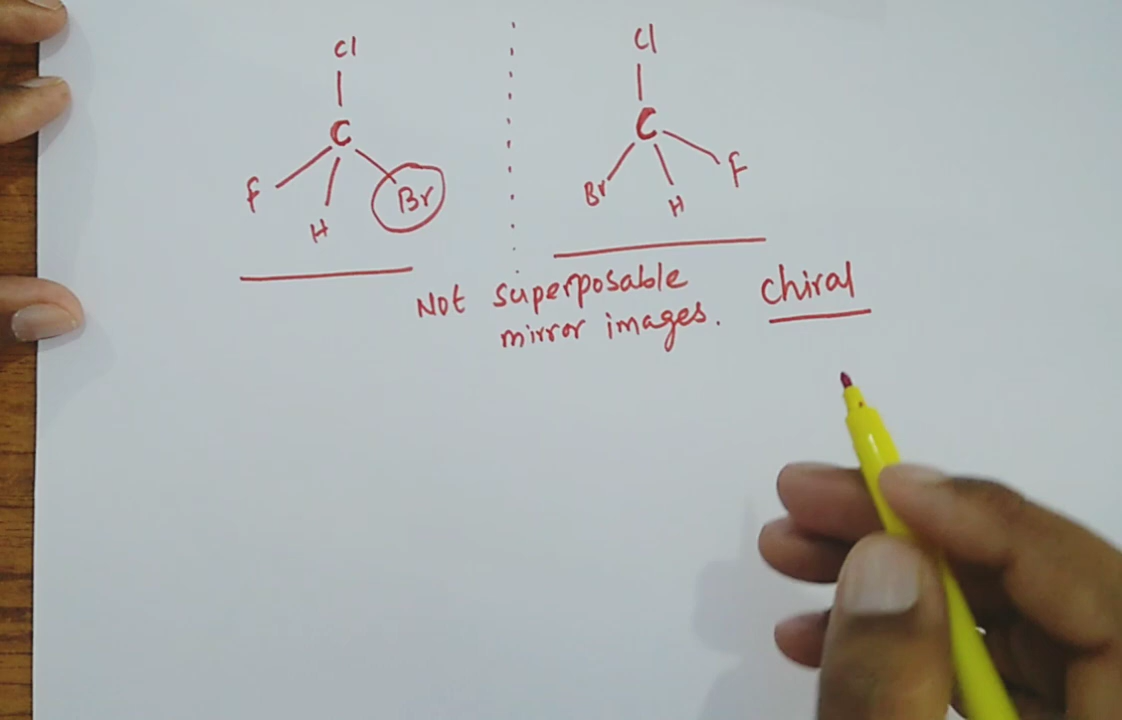 Cl
C
F
H
Br
Cl
C
Br
H
F
Not superposable
mirror images.
chiral